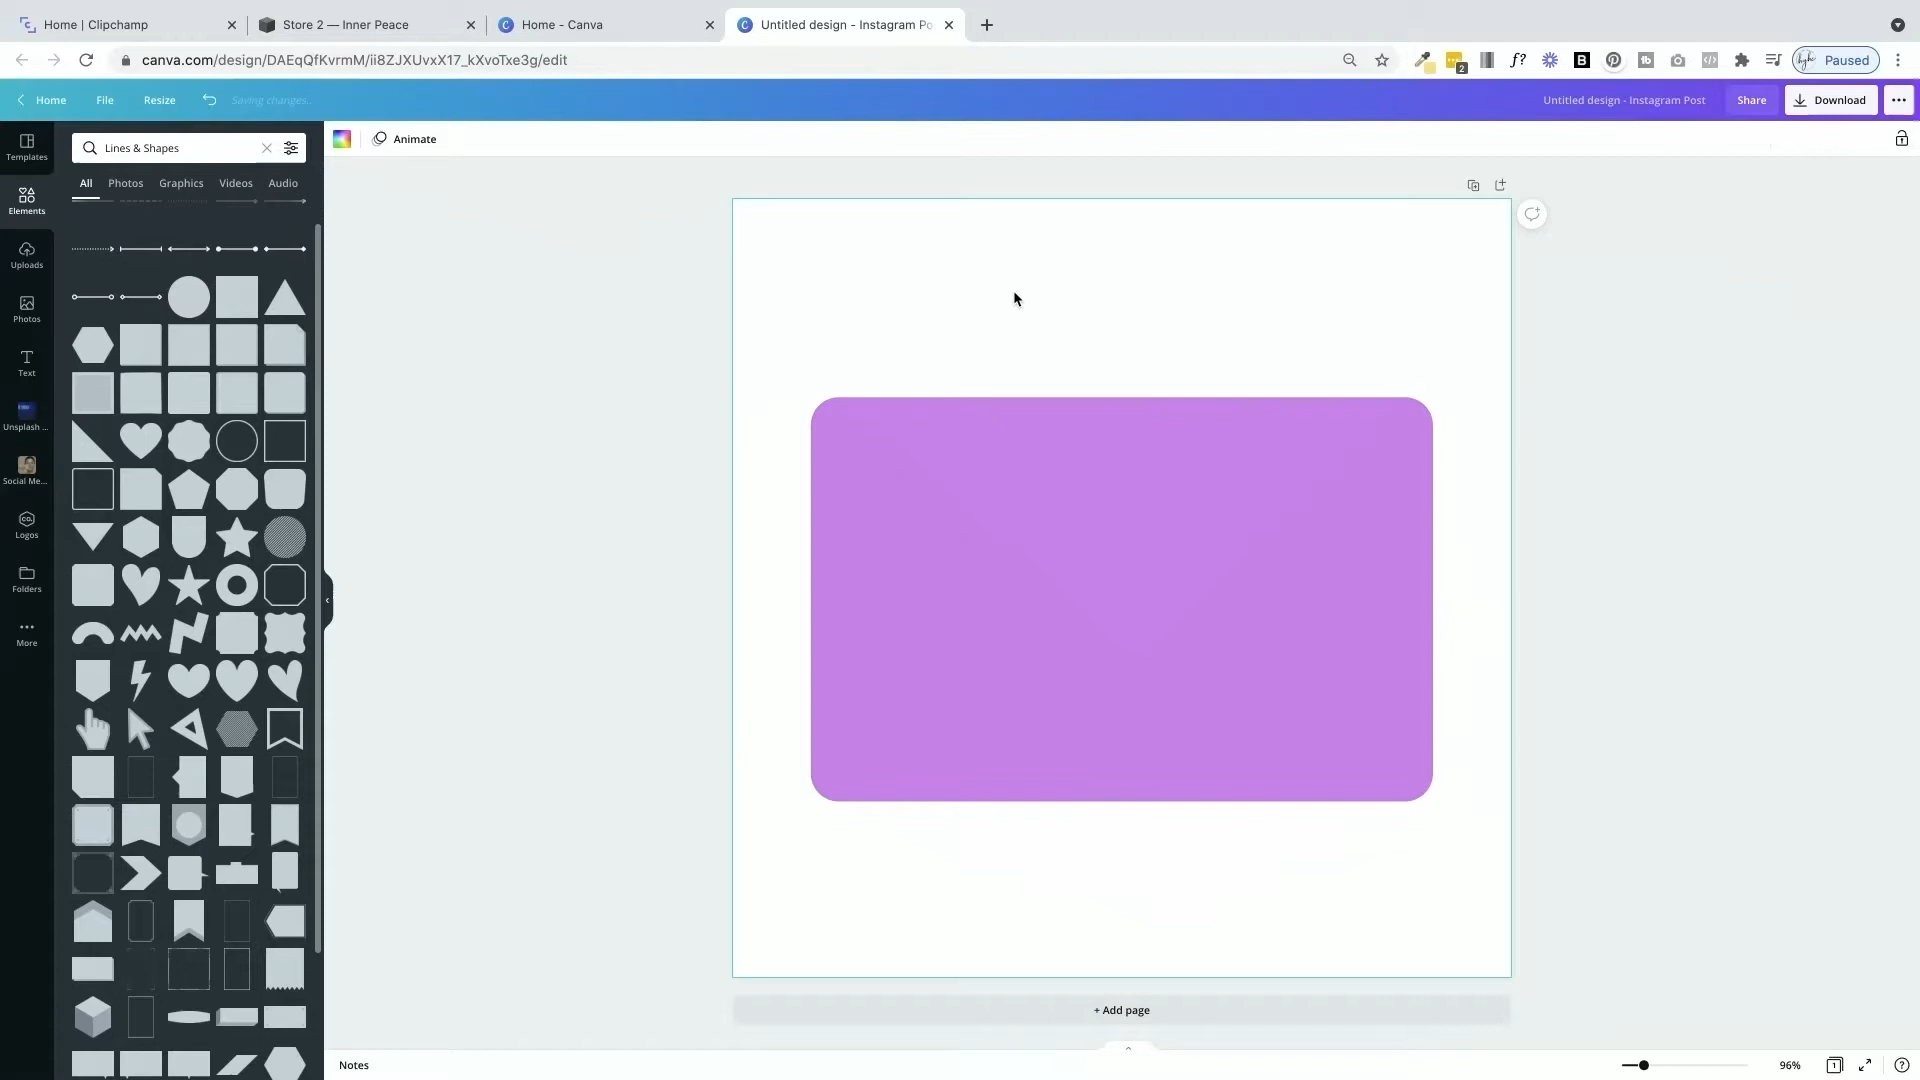 Home | Clipchamp
Store 2 — Inner Peace
Home - Canva
Untitled design - Instagram Po
canva.com/design/DAEqQfKvrmM/ii8ZJXUvxX17_kXvoTxe3g/edit
2
f?
B
Paused
Home
File
Resize
Saving changes...
Untitled design - Instagram Post
Share
Download
Templates
Elements
Uploads
Photos
Text
Unsplash ...
Social Me...
Logos
Folders
More
Lines & Shapes
All
Photos
Graphics
Videos
Audio
Animate
+ Add page
Notes
96%
1